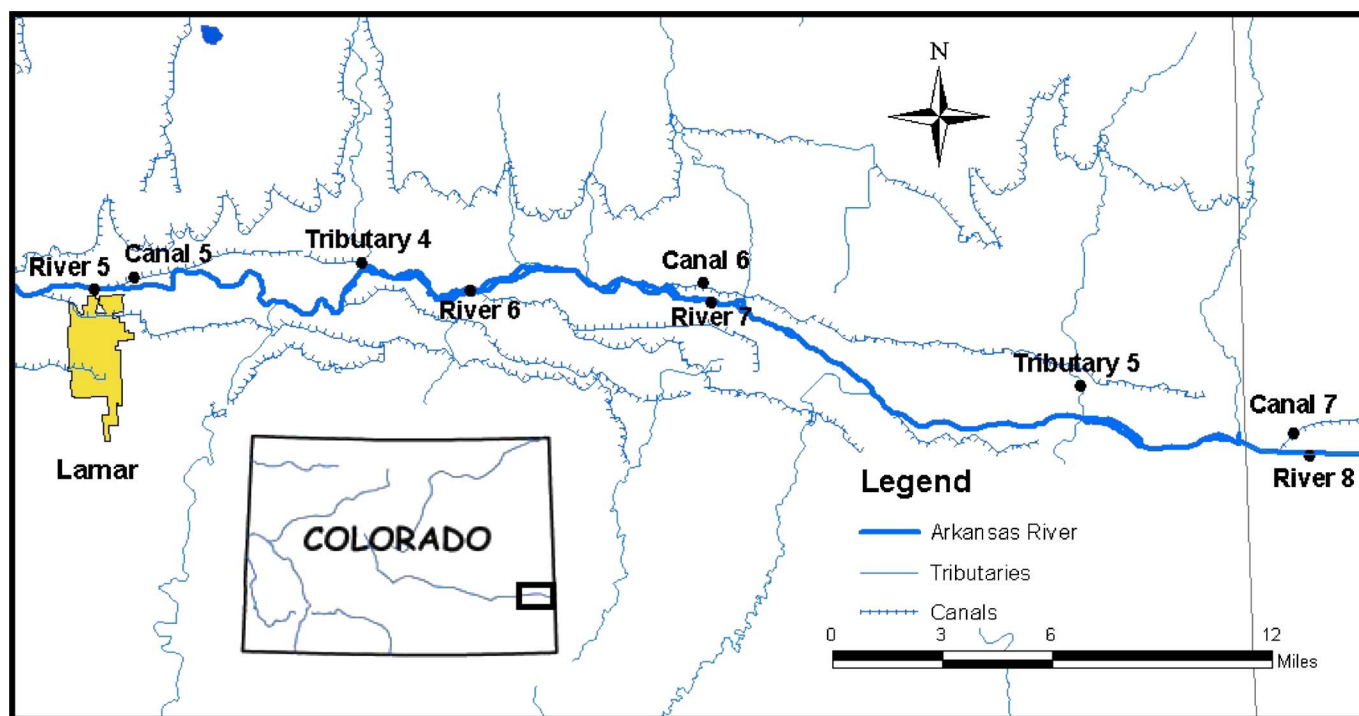 N
Tributary 4
Canal 5
River 5
Canal 6
River 6
River 7
Tributary 5
Canal 7
Lamar
River 8
Legend
COLORADO
Arkansas River
Tributaries
Canals
0 3 6 12
Miles